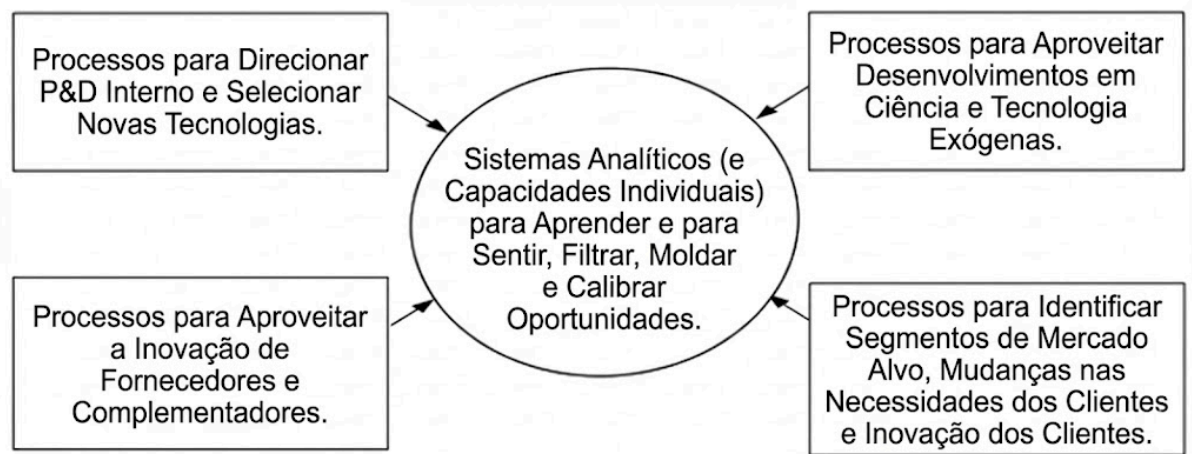 Processos para Direcionar
P&D Interno e Selecionar
Novas Tecnologias.
Processos para Aproveitar
Desenvolvimentos em
Ciência e Tecnologia
Exógenas.
Sistemas Analíticos (e
Capacidades Individuais)
para Aprender e para
Sentir, Filtrar, Moldar
e Calibrar
Oportunidades.
Processos para Aproveitar
a Inovação de
Fornecedores e
Complementadores.
Processos para Identificar
Segmentos de Mercado
Alvo, Mudanças nas
Necessidades dos Clientes
e Inovação dos Clientes.